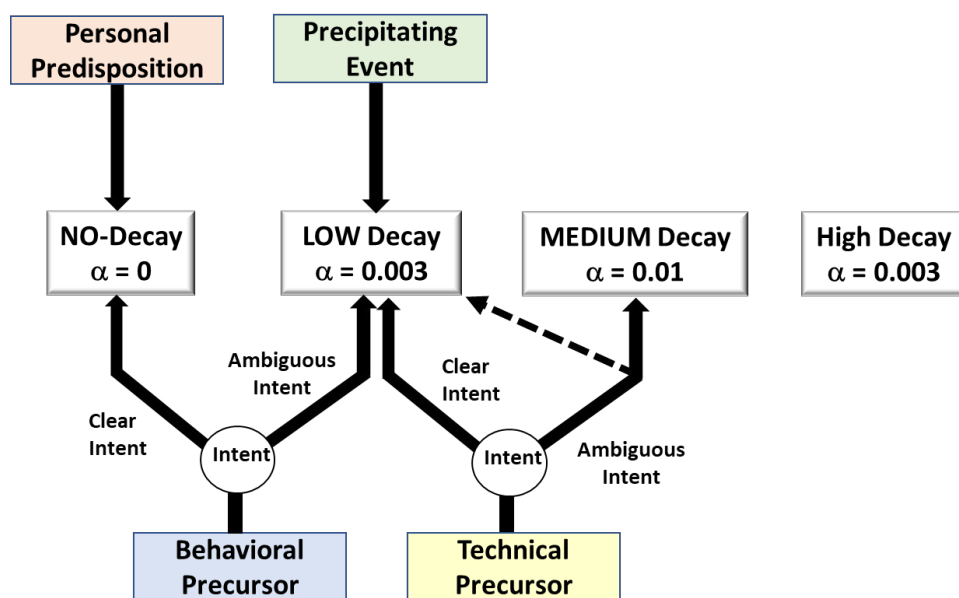 Personal
Predisposition
Precipitating
Event
NO-Decay
α = 0
LOW Decay
α = 0.003
MEDIUM Decay
α = 0.01
High Decay
α = 0.003
Clear
Intent
Ambiguous
Intent
Clear
Intent
Ambiguous
Intent
Intent
Intent
Behavioral
Precursor
Technical
Precursor